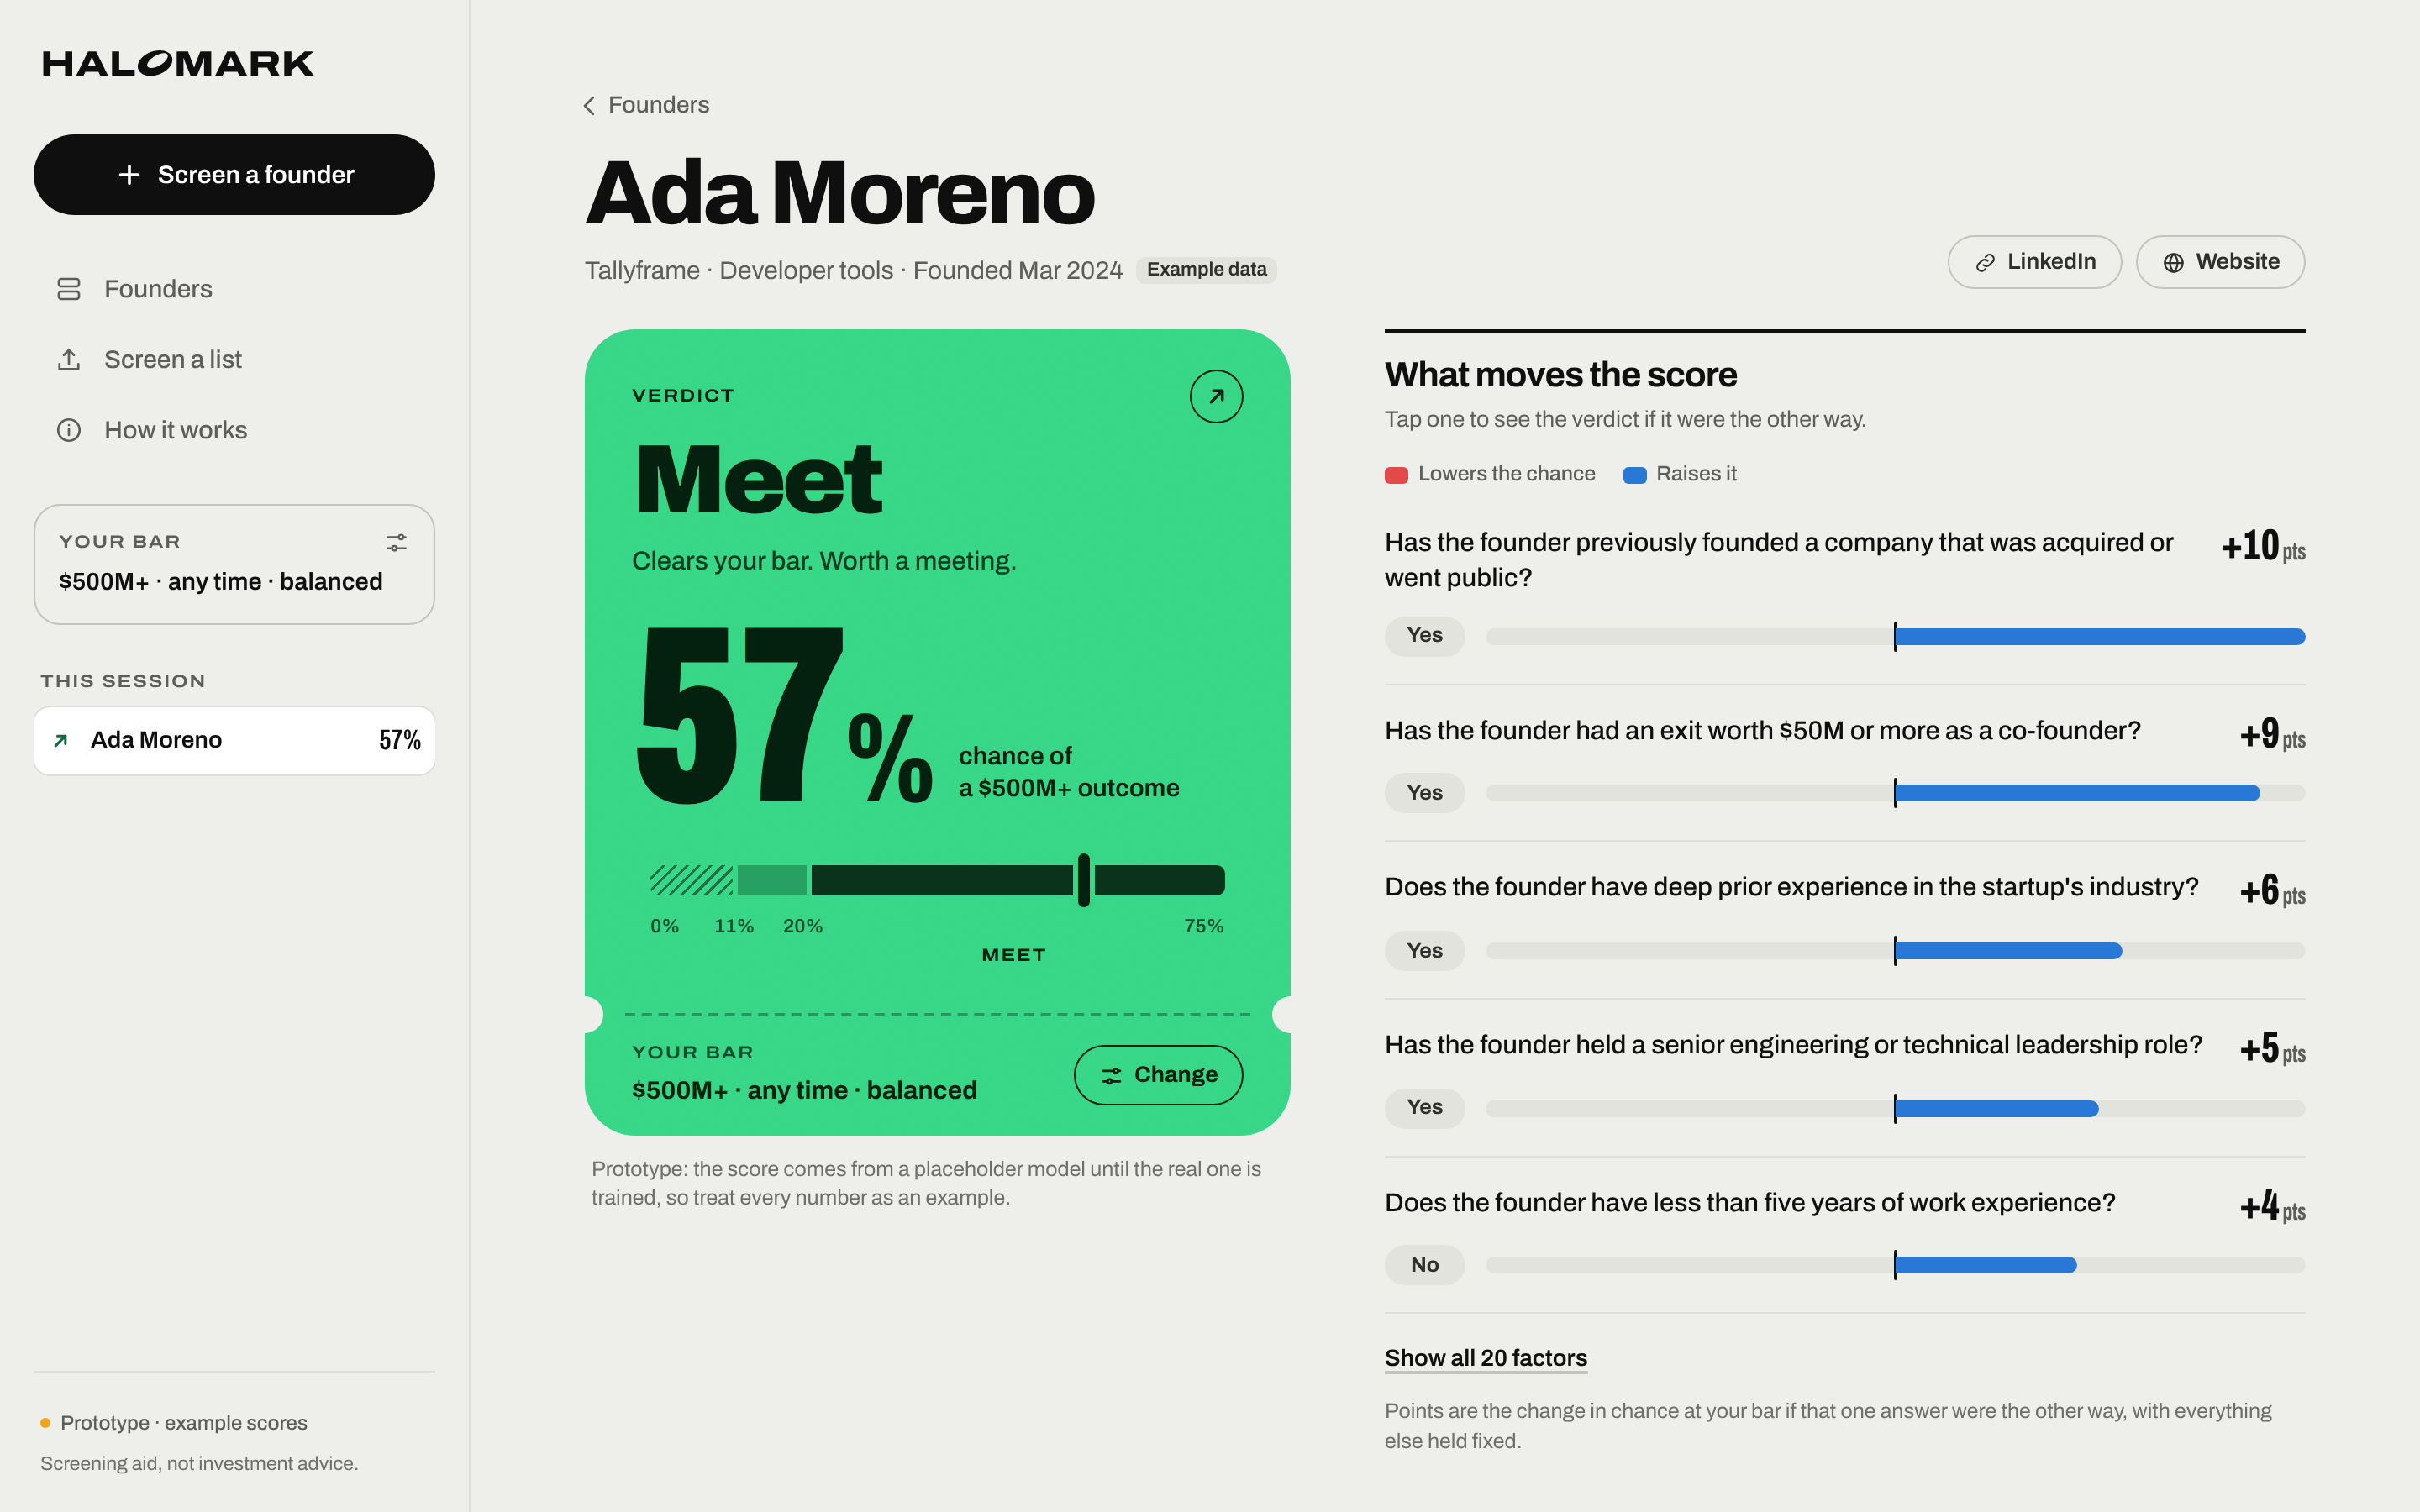 HALOMARK
Screen a founder
Founders
Screen a list
How it works
YOUR BAR
$500M+ · any time · balanced
THIS SESSION
Ada Moreno 57%
Prototype · example scores
Screening aid, not investment advice.
Founders
Ada Moreno
Tallyframe · Developer tools · Founded Mar 2024 Example data
LinkedIn Website
VERDICT
Meet
Clears your bar. Worth a meeting.
57%
chance of
a $500M+ outcome
0% 11% 20% 75%
MEET
YOUR BAR
$500M+ · any time · balanced
Change
Prototype: the score comes from a placeholder model until the real one is
trained, so treat every number as an example.
What moves the score
Tap one to see the verdict if it were the other way.
Lowers the chance Raises it
Has the founder previously founded a company that was acquired or
went public?
+10 pts
Yes
Has the founder had an exit worth $50M or more as a co-founder? +9 pts
Yes
Does the founder have deep prior experience in the startup's industry? +6 pts
Yes
Has the founder held a senior engineering or technical leadership role? +5 pts
Yes
Does the founder have less than five years of work experience? +4 pts
No
Show all 20 factors
Points are the change in chance at your bar if that one answer were the other way, with everything
else held fixed.